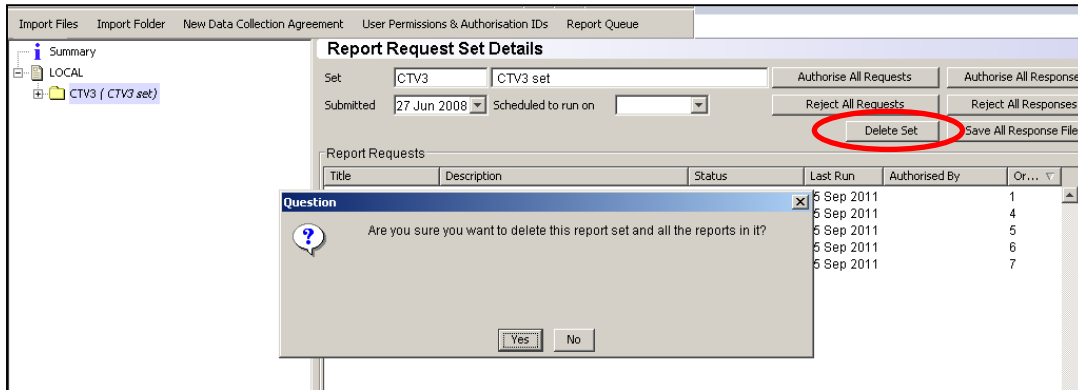 Import Files Import Folder New Data Collection Agreement User Permissions & Authorisation IDs Report Queue
Summary
LOCAL
CTV3 ( CTV3 set)
Report Request Set Details
Set CTV3 CTV3 set Authorise All Requests Authorise All Response
Submitted 27 Jun 2008 Scheduled to run on Reject All Requests Reject All Responses
Delete Set Save All Response File
Report Requests
Title Description Status Last Run Authorised By Or...
5 Sep 2011 1
5 Sep 2011 4
5 Sep 2011 5
5 Sep 2011 6
5 Sep 2011 7
Question
Are you sure you want to delete this report set and all the reports in it?
Yes No